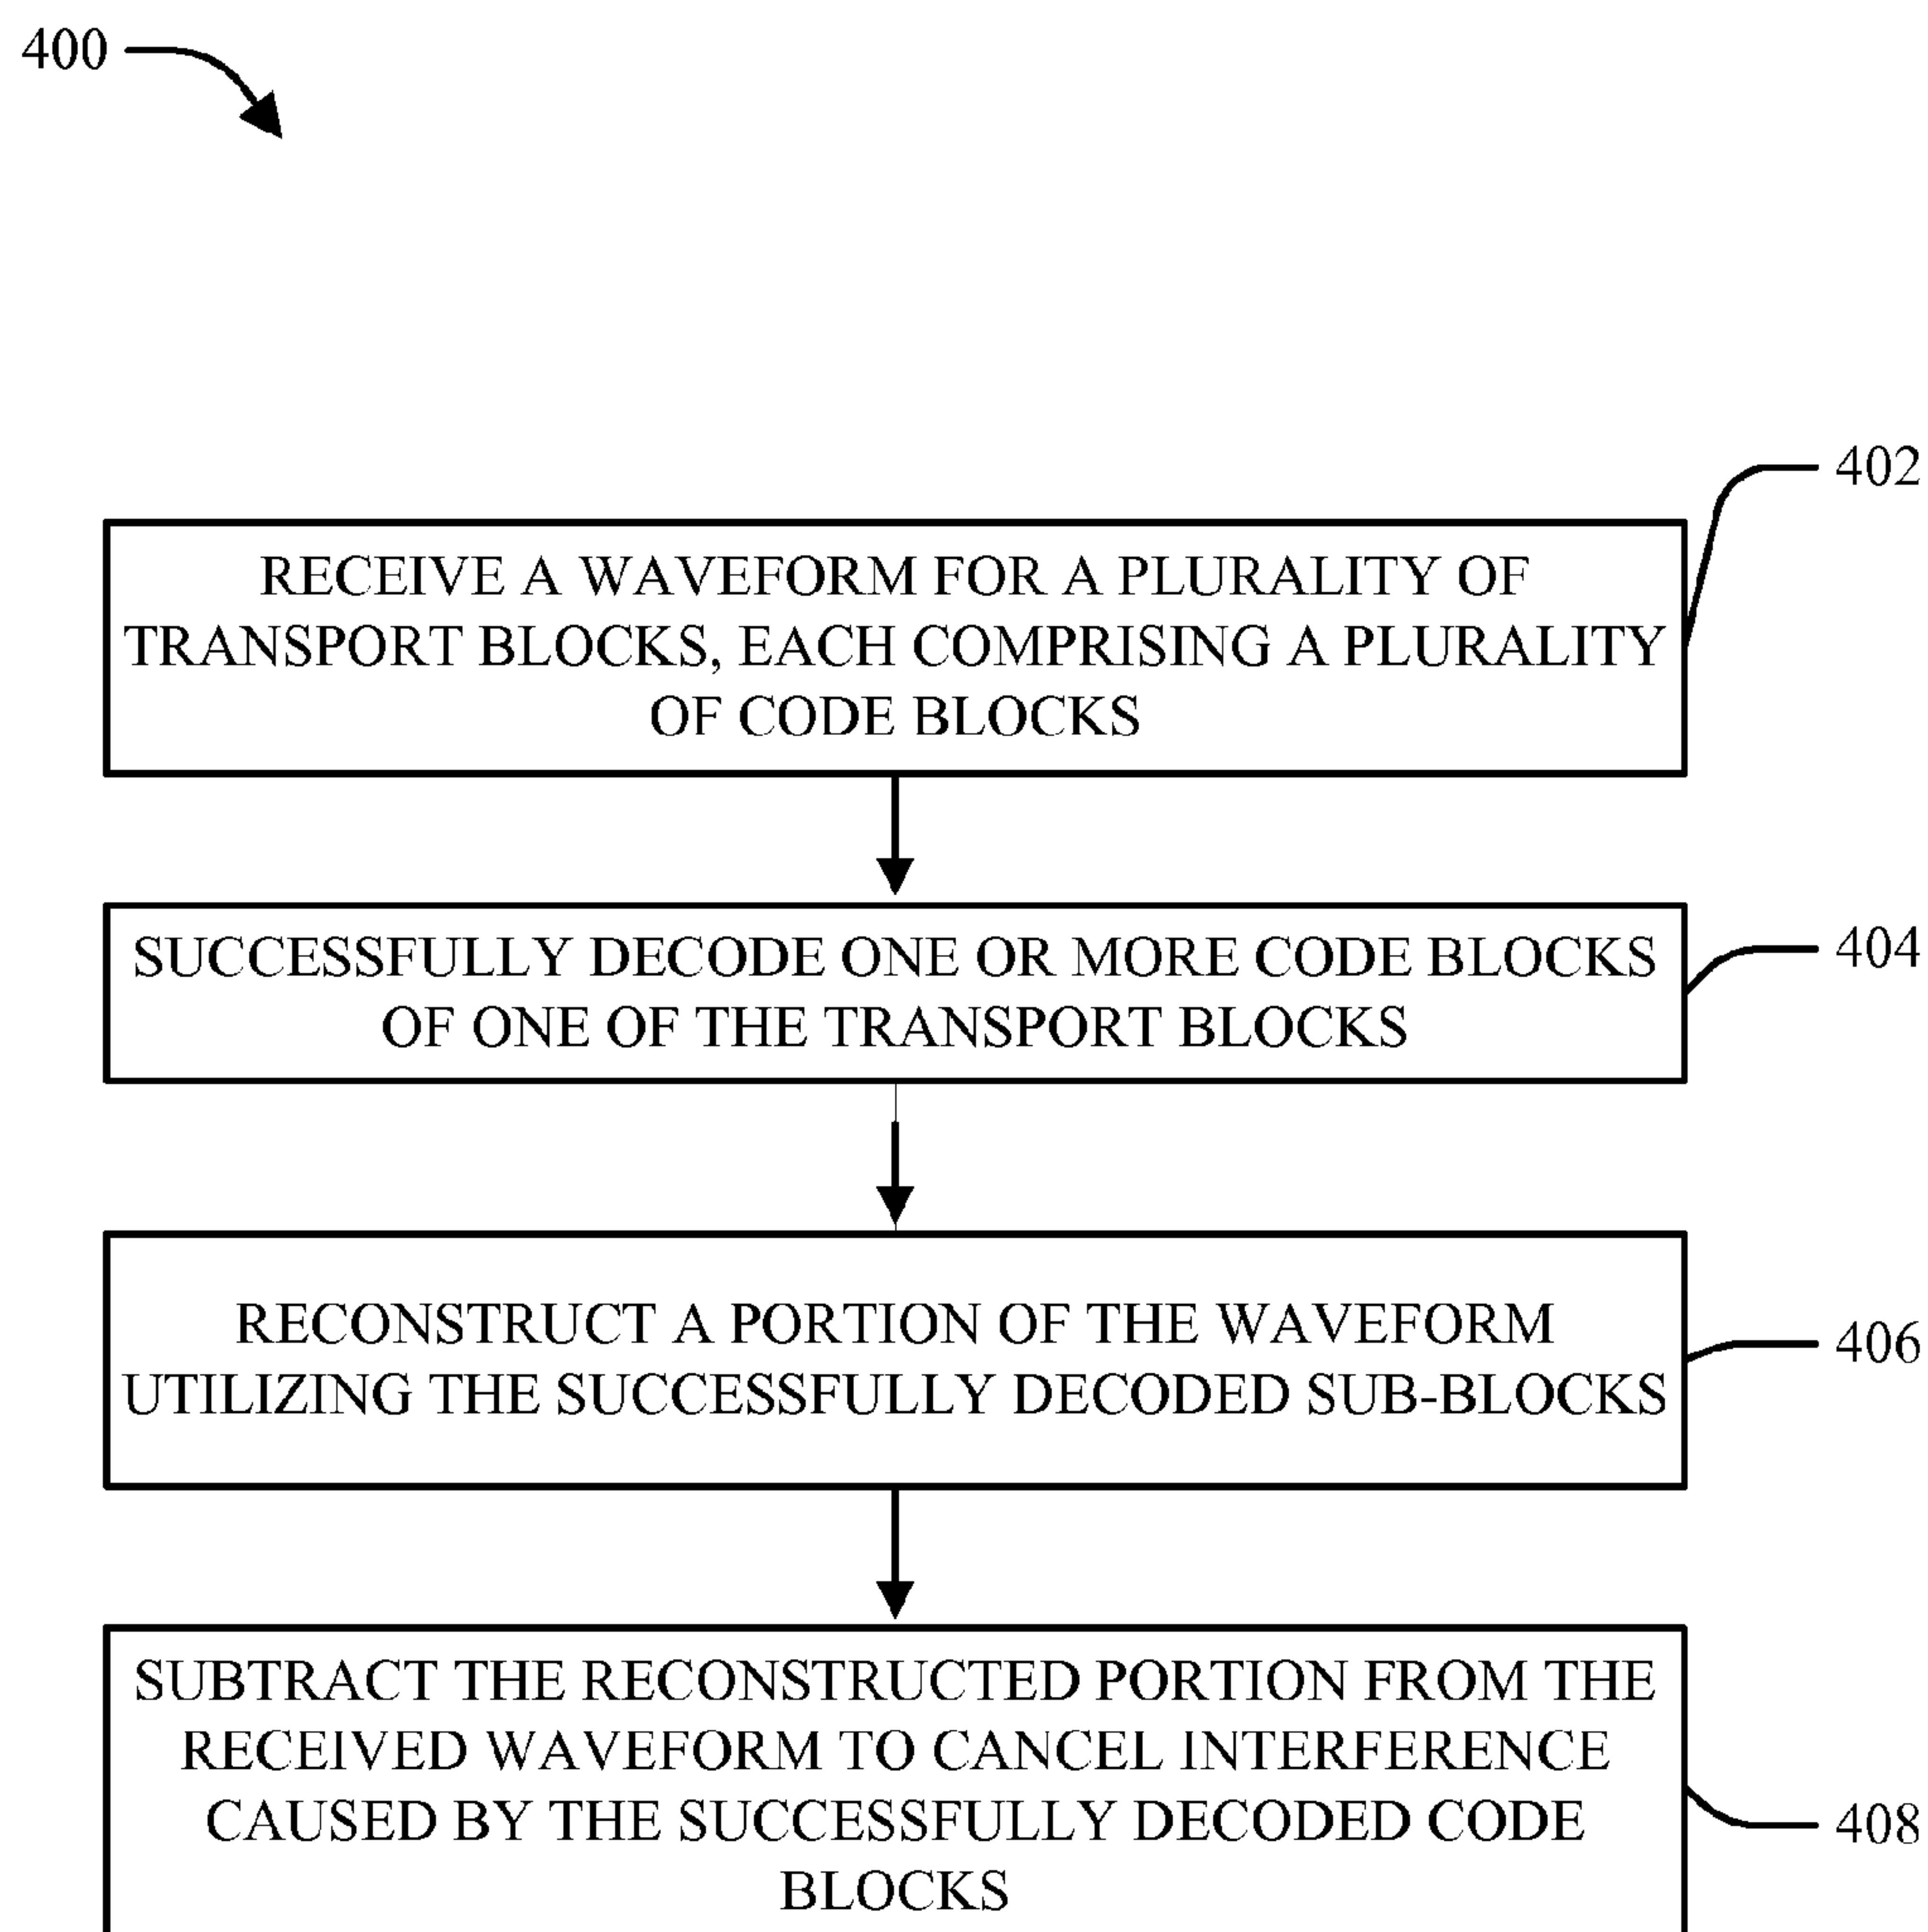 400
402
RECEIVE A WAVEFORM FOR A PLURALITY OF
TRANSPORT BLOCKS, EACH COMPRISING A PLURALITY
OF CODE BLOCKS
404
SUCCESSFULLY DECODE ONE OR MORE CODE BLOCKS
OF ONE OF THE TRANSPORT BLOCKS
406
RECONSTRUCT A PORTION OF THE WAVEFORM
UTILIZING THE SUCCESSFULLY DECODED SUB-BLOCKS
408
SUBTRACT THE RECONSTRUCTED PORTION FROM THE
RECEIVED WAVEFORM TO CANCEL INTERFERENCE
CAUSED BY THE SUCCESSFULLY DECODED CODE
BLOCKS